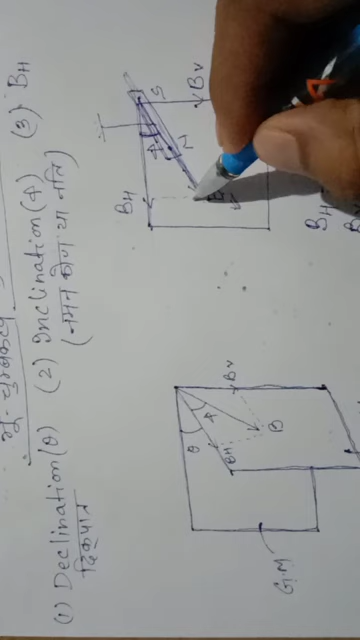 भू-चुम्बकत्व
(1) Declination(θ) (2) Inclination(φ) (3) BH
दिक्पात (नमन कोण या नति)
BH
S
N
φ
BV
BH
θ
φ
BH
BV
B
G.M